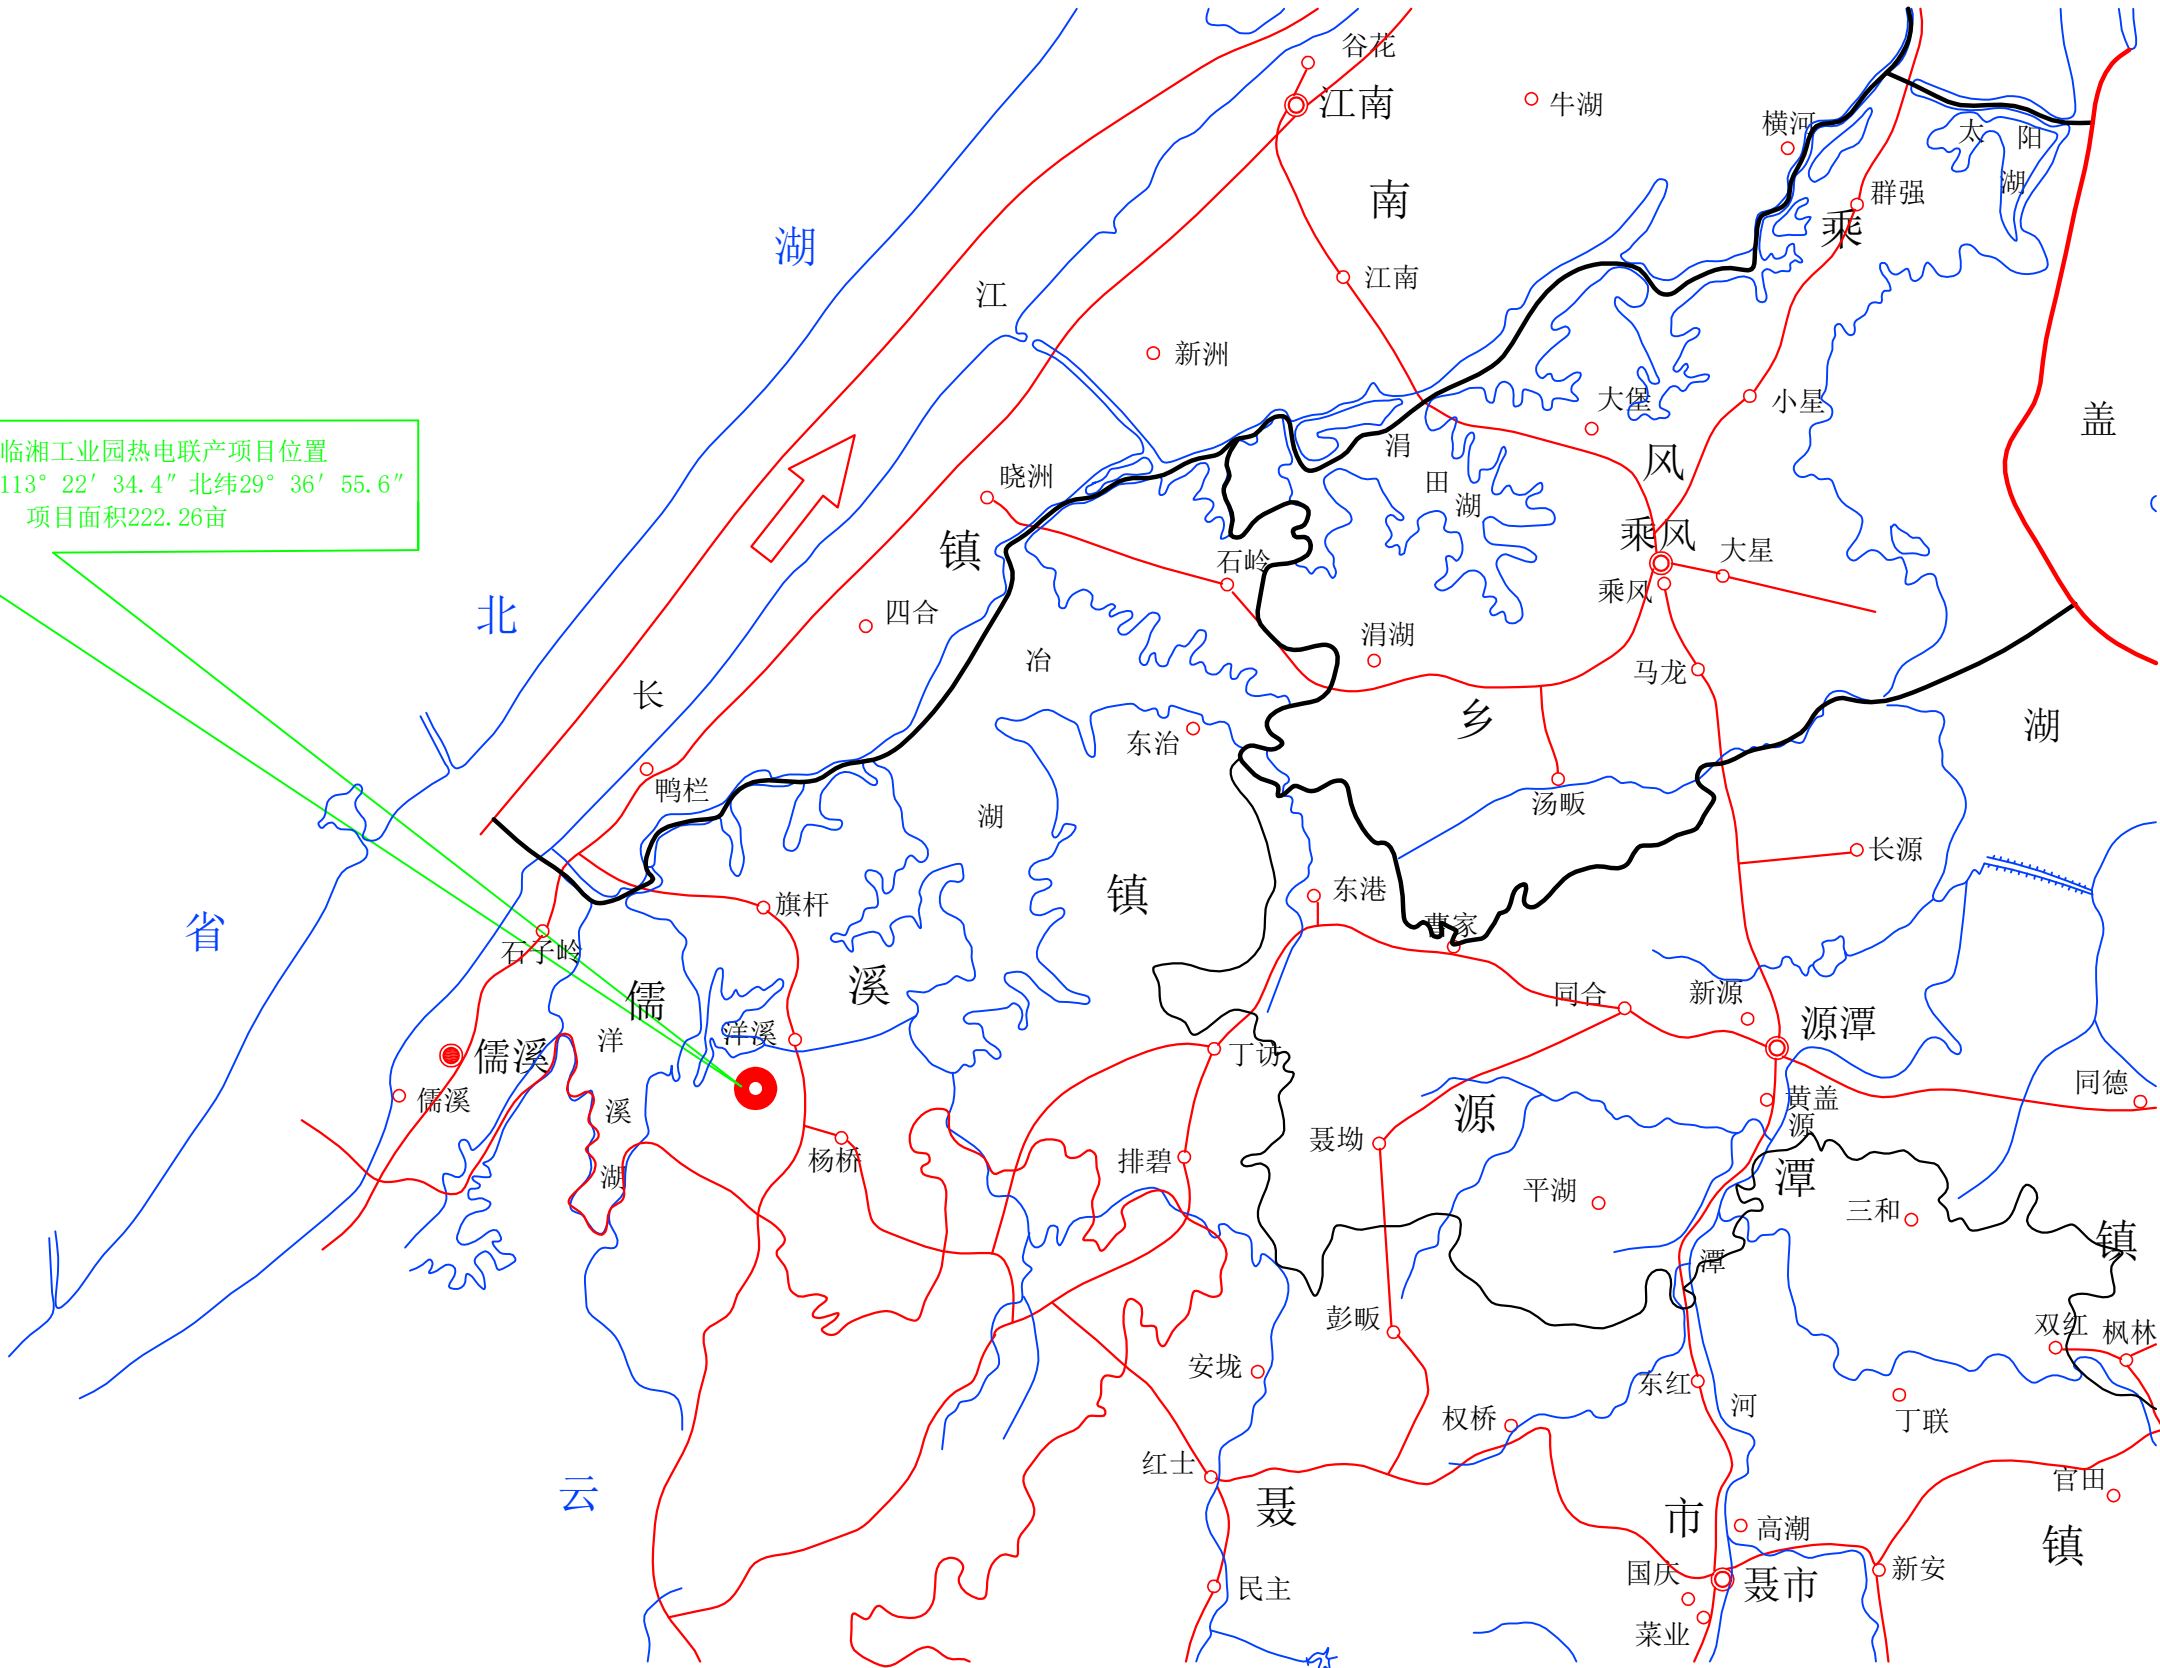 谷花
江南
牛湖
横河
太
阳
湖
群强
南
乘
湖
江南
江
新洲
大堡
小星
盖
临湘工业园热电联产项目位置
113°22′34.4″北纬29°36′55.6″
项目面积222.26亩
涓
田
湖
风
晓洲
镇
乘风
大星
石岭
乘风
北
四合
涓湖
冶
马龙
长
乡
湖
东冶
鸭栏
湖
汤畈
长源
镇
东港
旗杆
省
曹家
石子岭
儒
溪
同合
新源
源潭
洋
洋溪
儒溪
丁访
同德
儒溪
溪
源
黄盖
源
聂坳
杨桥
排碧
湖
潭
平湖
三和
镇
潭
彭畈
双红
枫林
安垅
东红
权桥
河
丁联
红士
云
聂
官田
市
高潮
镇
国庆
聂市
新安
民主
菜业